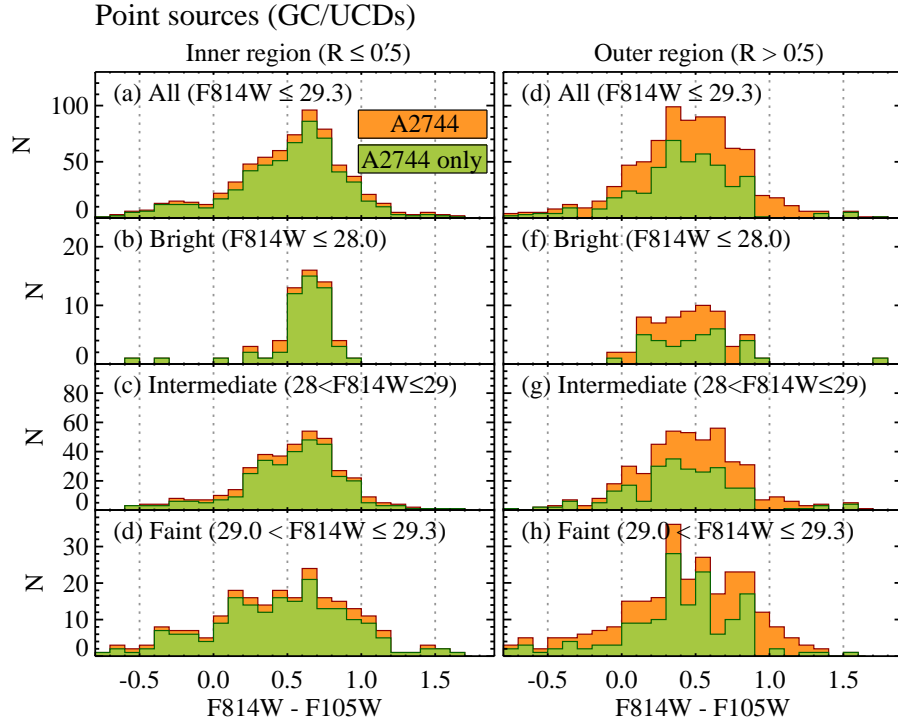 Point sources (GC/UCDs)
Inner region (R ≤ 0.′5)
Outer region (R > 0.′5)
(a) All (F814W ≤ 29.3)
A2744
A2744 only
N
100
50
0
(d) All (F814W ≤ 29.3)
(b) Bright (F814W ≤ 28.0)
N
20
10
0
(f) Bright (F814W ≤ 28.0)
(c) Intermediate (28<F814W≤29)
N
80
60
40
20
0
(g) Intermediate (28<F814W≤29)
(d) Faint (29.0 < F814W ≤ 29.3)
N
30
20
10
0
(h) Faint (29.0 < F814W ≤ 29.3)
-0.5 0.0 0.5 1.0 1.5
-0.5 0.0 0.5 1.0 1.5
F814W - F105W
F814W - F105W